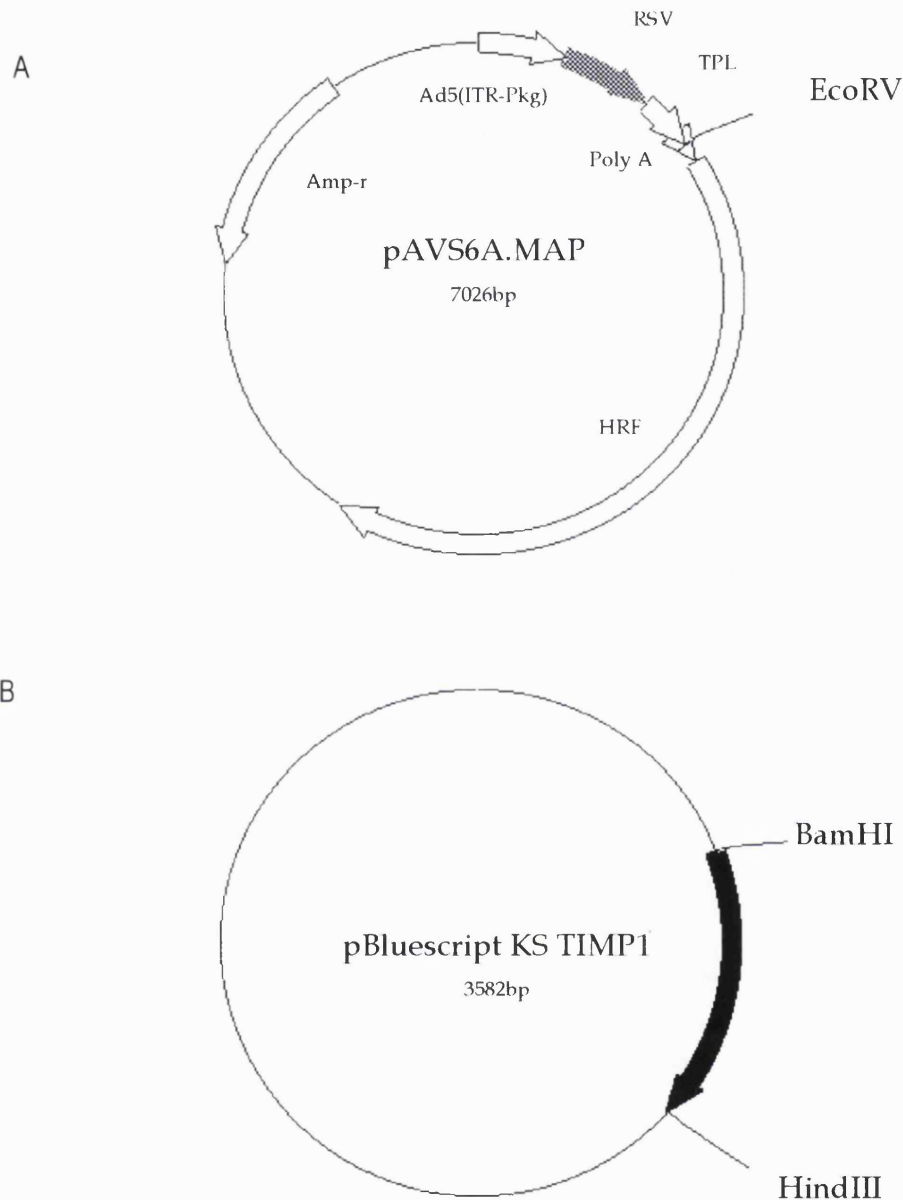 A
RSV
TPL
EcoRV
Ad5(ITR-Pkg)
Poly A
Amp-r
pAVS6A.MAP
7026bp
HRF
B
BamHI
pBluescript KS TIMP1
3582bp
HindIII